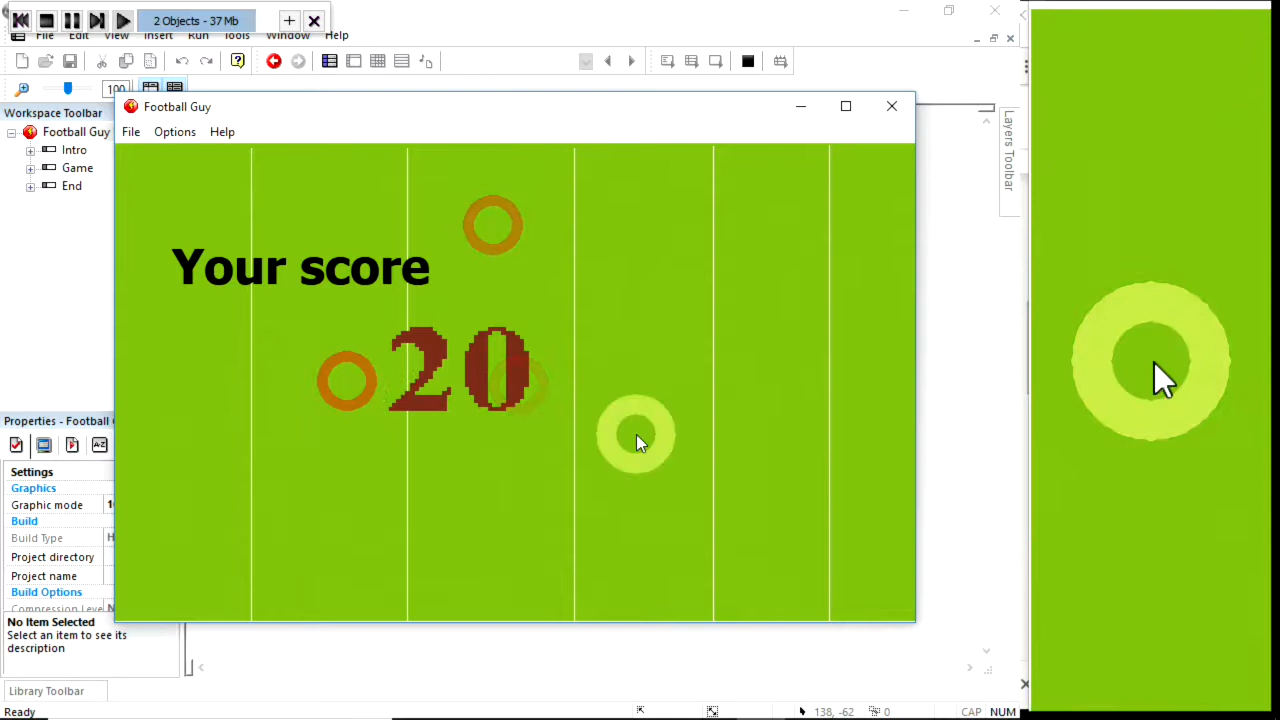 2 Objects - 37 Mb
File Edit View Insert Run Tools Window Help
100
Workspace Toolbar
Football Guy
Intro
Game
End
Football Guy
File Options Help
Your score
20
Layers Toolbar
Properties - Football G
Settings
Graphics
Graphic mode
Build
Build Type
Project directory
Project name
Build Options
Compression Leve
No Item Selected
Select an item to see its
description
Library Toolbar
Ready
138, -62
0
CAP NUM